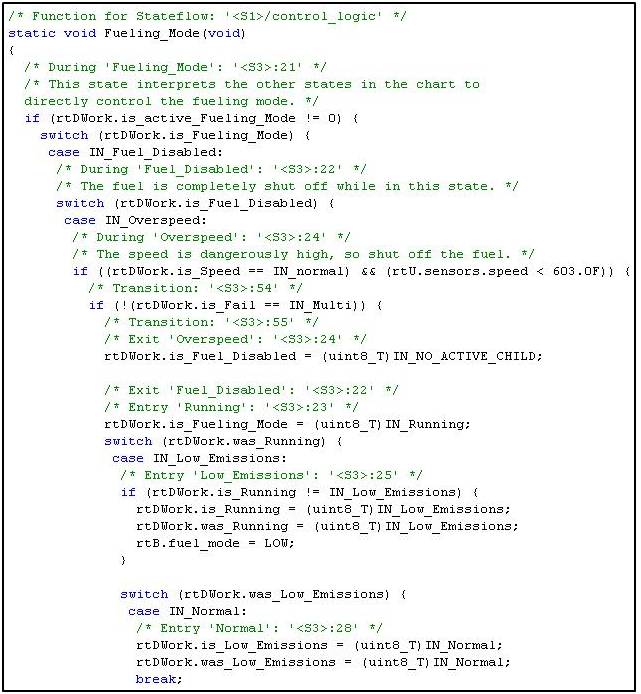 /* Function for Stateflow: '<S1>/control_logic' */
static void Fueling_Mode(void)
{
  /* During 'Fueling_Mode': '<S3>:21' */
  /* This state interprets the other states in the chart to
  directly control the fueling mode. */
  if (rtDWork.is_active_Fueling_Mode != 0) {
    switch (rtDWork.is_Fueling_Mode) {
     case IN_Fuel_Disabled:
      /* During 'Fuel_Disabled': '<S3>:22' */
      /* The fuel is completely shut off while in this state. */
      switch (rtDWork.is_Fuel_Disabled) {
       case IN_Overspeed:
        /* During 'Overspeed': '<S3>:24' */
        /* The speed is dangerously high, so shut off the fuel. */
        if ((rtDWork.is_Speed == IN_normal) && (rtU.sensors.speed < 603.0F)) {
          /* Transition: '<S3>:54' */
          if (!(rtDWork.is_Fail == IN_Multi)) {
            /* Transition: '<S3>:55' */
            /* Exit 'Overspeed': '<S3>:24' */
            rtDWork.is_Fuel_Disabled = (uint8_T)IN_NO_ACTIVE_CHILD;

            /* Exit 'Fuel_Disabled': '<S3>:22' */
            /* Entry 'Running': '<S3>:23' */
            rtDWork.is_Fueling_Mode = (uint8_T)IN_Running;
            switch (rtDWork.was_Running) {
             case IN_Low_Emissions:
              /* Entry 'Low_Emissions': '<S3>:25' */
              if (rtDWork.is_Running != IN_Low_Emissions) {
                rtDWork.is_Running = (uint8_T)IN_Low_Emissions;
                rtDWork.was_Running = (uint8_T)IN_Low_Emissions;
                rtB.fuel_mode = LOW;
              }

              switch (rtDWork.was_Low_Emissions) {
               case IN_Normal:
                /* Entry 'Normal': '<S3>:28' */
                rtDWork.is_Low_Emissions = (uint8_T)IN_Normal;
                rtDWork.was_Low_Emissions = (uint8_T)IN_Normal;
                break;